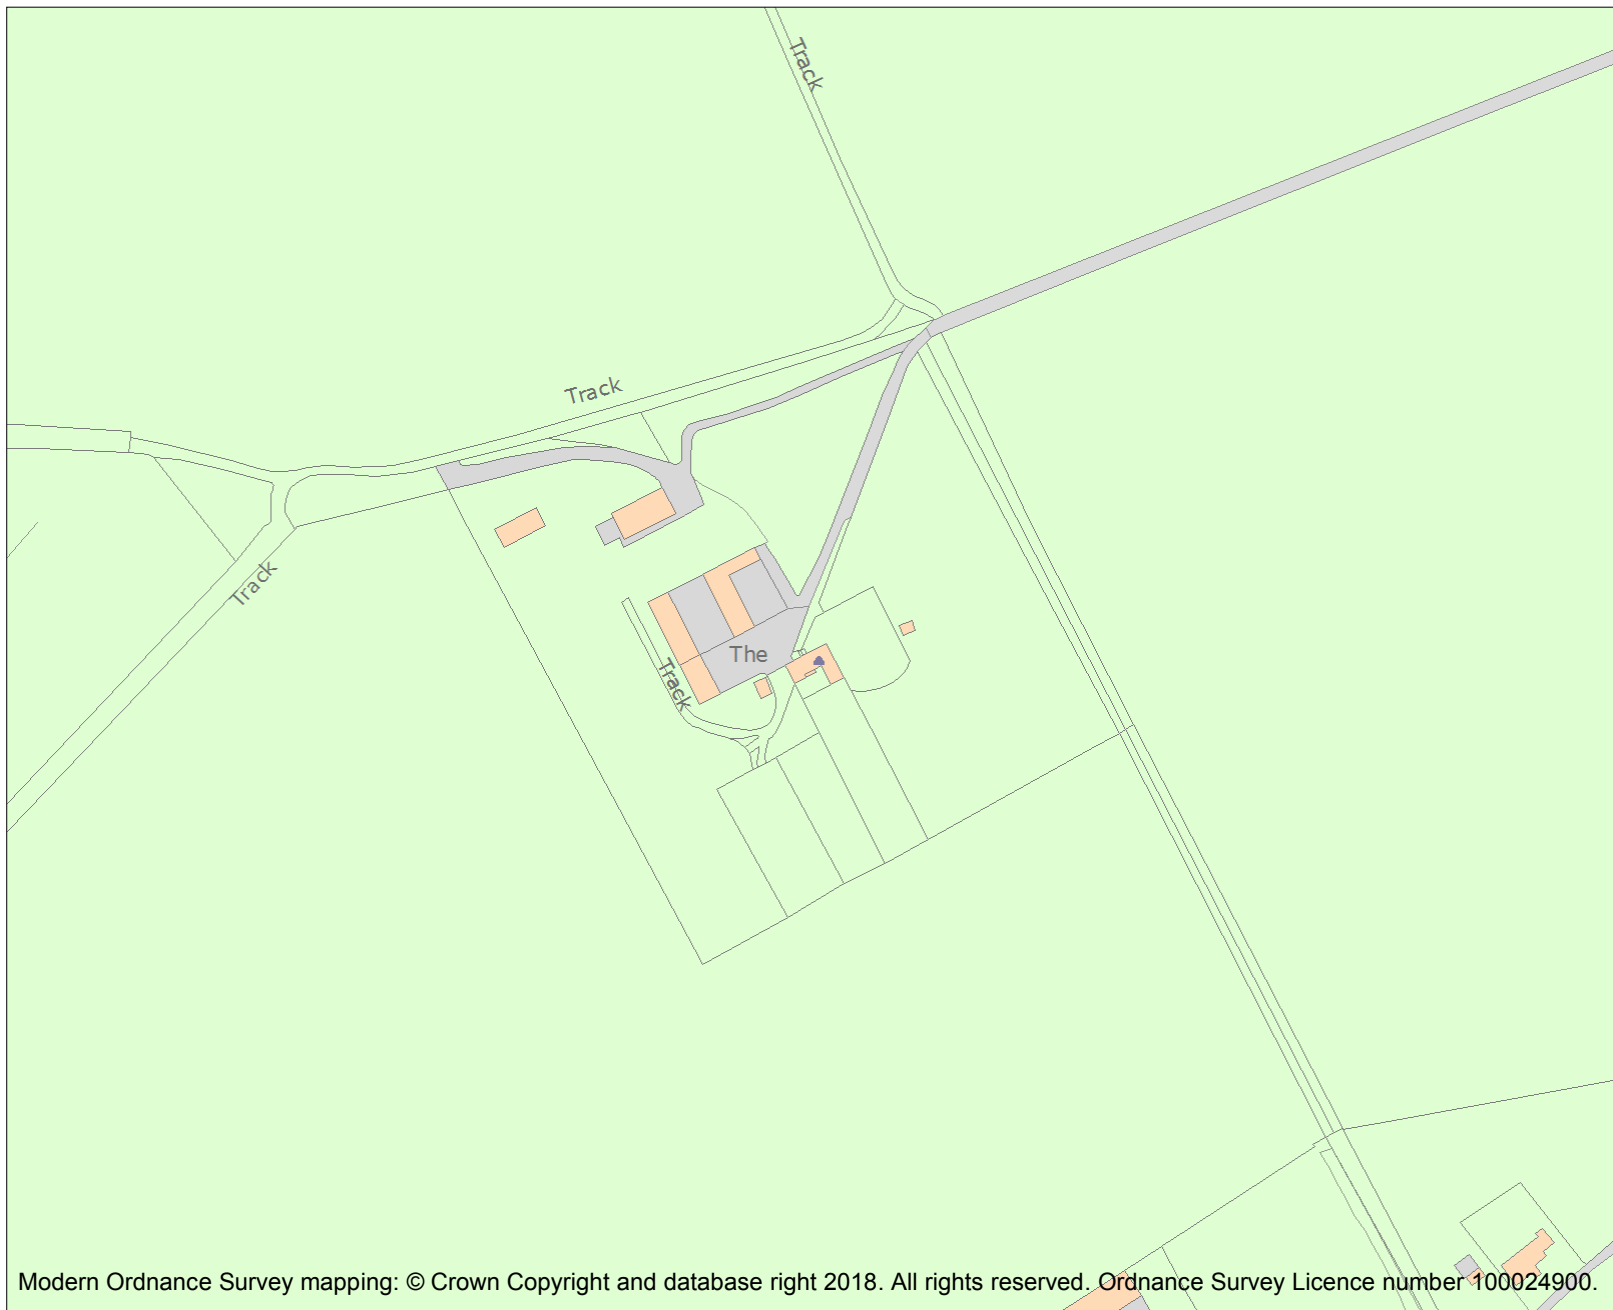 Track
Track
Track
The
Track
Modern Ordnance Survey mapping: © Crown Copyright and database right 2018. All rights reserved. Ordnance Survey Licence number 100024900.